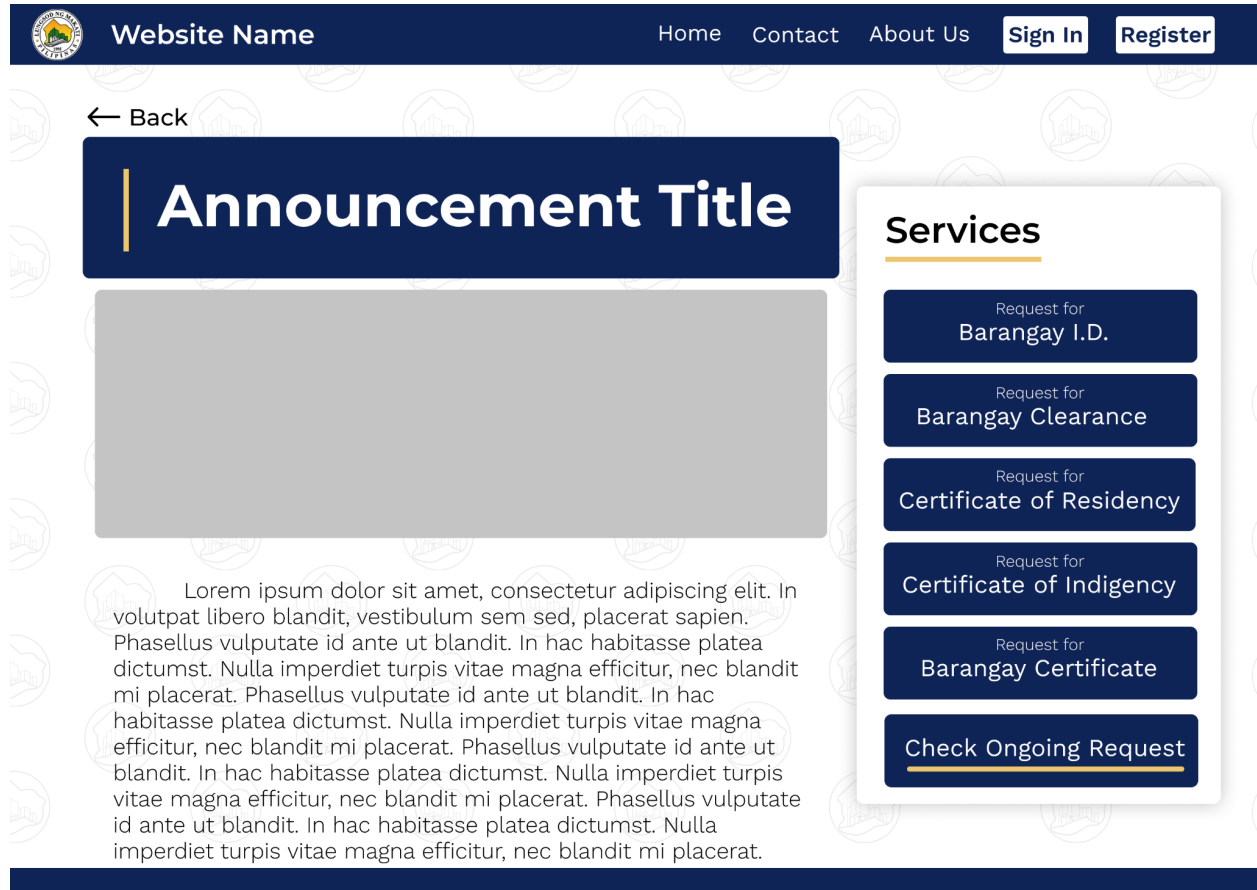 LUNGSOD NG MAKATI
PILIPINAS
Website Name
Home
Contact
About Us
Sign In
Register
← Back
Announcement Title
Lorem ipsum dolor sit amet, consectetur adipiscing elit. In
volutpat libero blandit, vestibulum sem sed, placerat sapien.
Phasellus vulputate id ante ut blandit. In hac habitasse platea
dictumst. Nulla imperdiet turpis vitae magna efficitur, nec blandit
mi placerat. Phasellus vulputate id ante ut blandit. In hac
habitasse platea dictumst. Nulla imperdiet turpis vitae magna
efficitur, nec blandit mi placerat. Phasellus vulputate id ante ut
blandit. In hac habitasse platea dictumst. Nulla imperdiet turpis
vitae magna efficitur, nec blandit mi placerat. Phasellus vulputate
id ante ut blandit. In hac habitasse platea dictumst. Nulla
imperdiet turpis vitae magna efficitur, nec blandit mi placerat.
Services
Request for
Barangay I.D.
Request for
Barangay Clearance
Request for
Certificate of Residency
Request for
Certificate of Indigency
Request for
Barangay Certificate
Check Ongoing Request